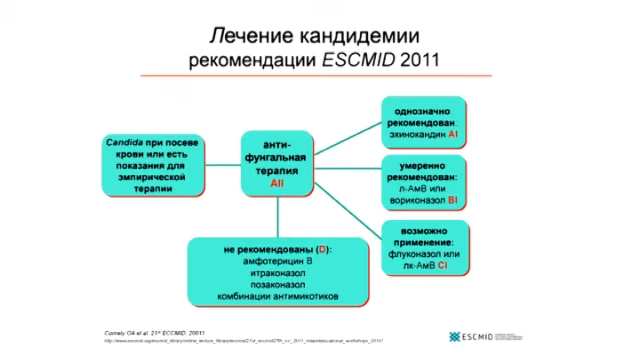 Лечение кандидемии
рекомендации ESCMID 2011
Candida при посеве
крови или есть
показания для
эмпирической
терапии
анти-
фунгальная
терапия
AII
однозначно
рекомендован:
эхинокандин AI
умеренно
рекомендован:
л-АмВ или
вориконазол BI
возможно
применение:
флуконазол или
лк-АмВ CI
не рекомендованы (D):
амфотерицин В
итраконазол
позаконазол
комбинации антимикотиков
Cornely OA et al. 21st ECCMID, 20011
ESCMID